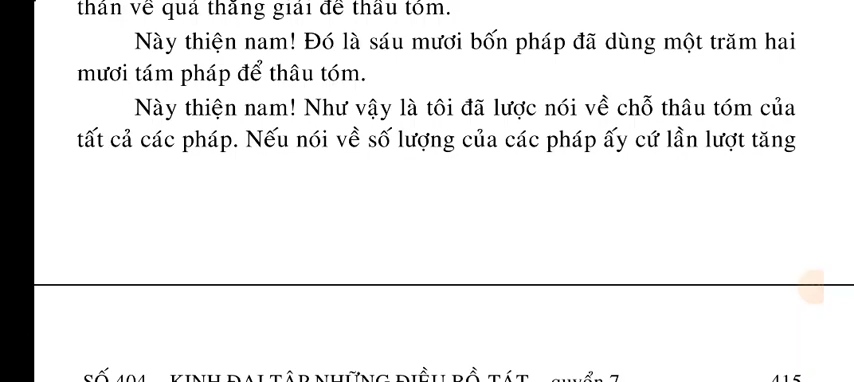 thân về quả thắng giải để thâu tóm.
Này thiện nam! Đó là sáu mươi bốn pháp đã dùng một trăm hai
mươi tám pháp để thâu tóm.
Này thiện nam! Như vậy là tôi đã lược nói về chỗ thâu tóm của
tất cả các pháp. Nếu nói về số lượng của các pháp ấy cứ lần lượt tăng
SỐ 404 – KINH ĐẠI TẬP NHỮNG ĐIỀU BỒ TÁT – quyển 7 415